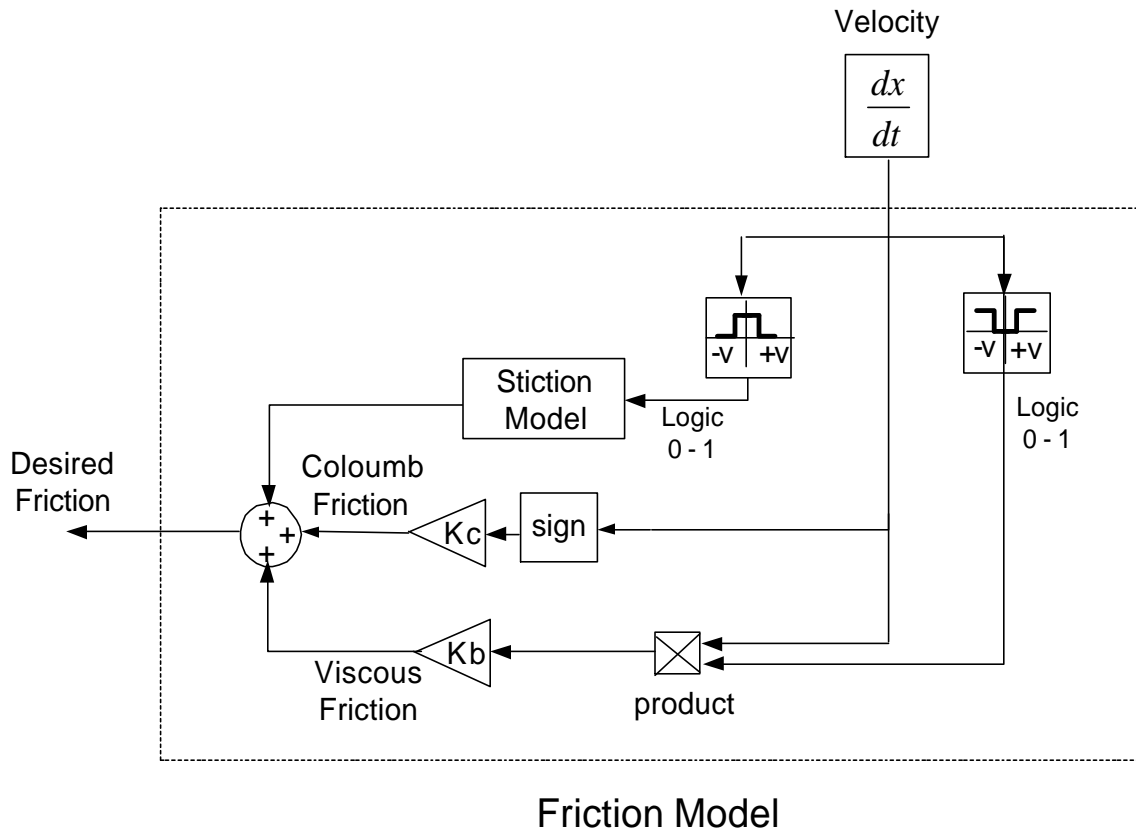 Velocity
dx
dt
-v +v
-v +v
Stiction
Model
Logic
0 - 1
Logic
0 - 1
Desired
Friction
Coloumb
Friction
+
+
+
Kc
sign
Kb
Viscous
Friction
product
Friction Model